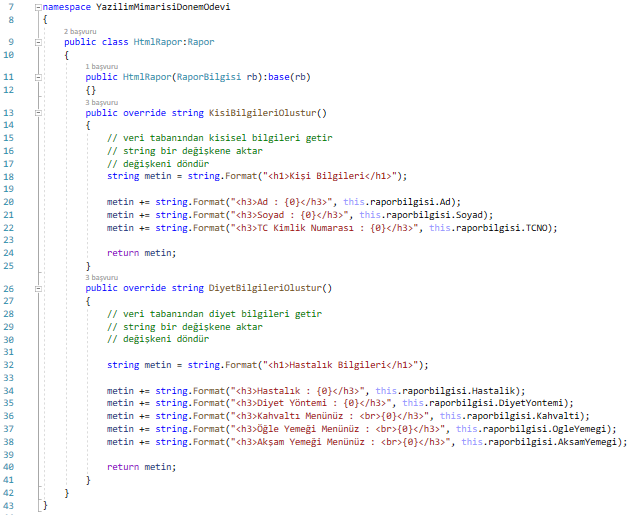 7 namespace YazilimMimarisiDonemOdevi
8 {
2 başvuru
9 public class HtmlRapor:Rapor
10 {
1 başvuru
11 public HtmlRapor(RaporBilgisi rb):base(rb)
12 {}
3 başvuru
13 public override string KisiBilgileriOlustur()
14 {
15 // veri tabanından kisisel bilgileri getir
16 // string bir değişkene aktar
17 // değişkeni döndür
18 string metin = string.Format("<h1>Kişi Bilgileri</h1>");
19
20 metin += string.Format("<h3>Ad : {0}</h3>", this.raporbilgisi.Ad);
21 metin += string.Format("<h3>Soyad : {0}</h3>", this.raporbilgisi.Soyad);
22 metin += string.Format("<h3>TC Kimlik Numarası : {0}</h3>", this.raporbilgisi.TCNO);
23
24 return metin;
25 }
3 başvuru
26 public override string DiyetBilgileriOlustur()
27 {
28 // veri tabanından diyet bilgileri getir
29 // string bir değişkene aktar
30 // değişkeni döndür
31
32 string metin = string.Format("<h1>Hastalık Bilgileri</h1>");
33
34 metin += string.Format("<h3>Hastalık : {0}</h3>", this.raporbilgisi.Hastalik);
35 metin += string.Format("<h3>Diyet Yöntemi : {0}</h3>", this.raporbilgisi.DiyetYontemi);
36 metin += string.Format("<h3>Kahvaltı Menünüz : <br>{0}</h3>", this.raporbilgisi.Kahvalti);
37 metin += string.Format("<h3>Öğle Yemeği Menünüz : <br>{0}</h3>", this.raporbilgisi.OgleYemegi);
38 metin += string.Format("<h3>Akşam Yemeği Menünüz : <br>{0}</h3>", this.raporbilgisi.AksamYemegi);
39
40 return metin;
41 }
42 }
43 }